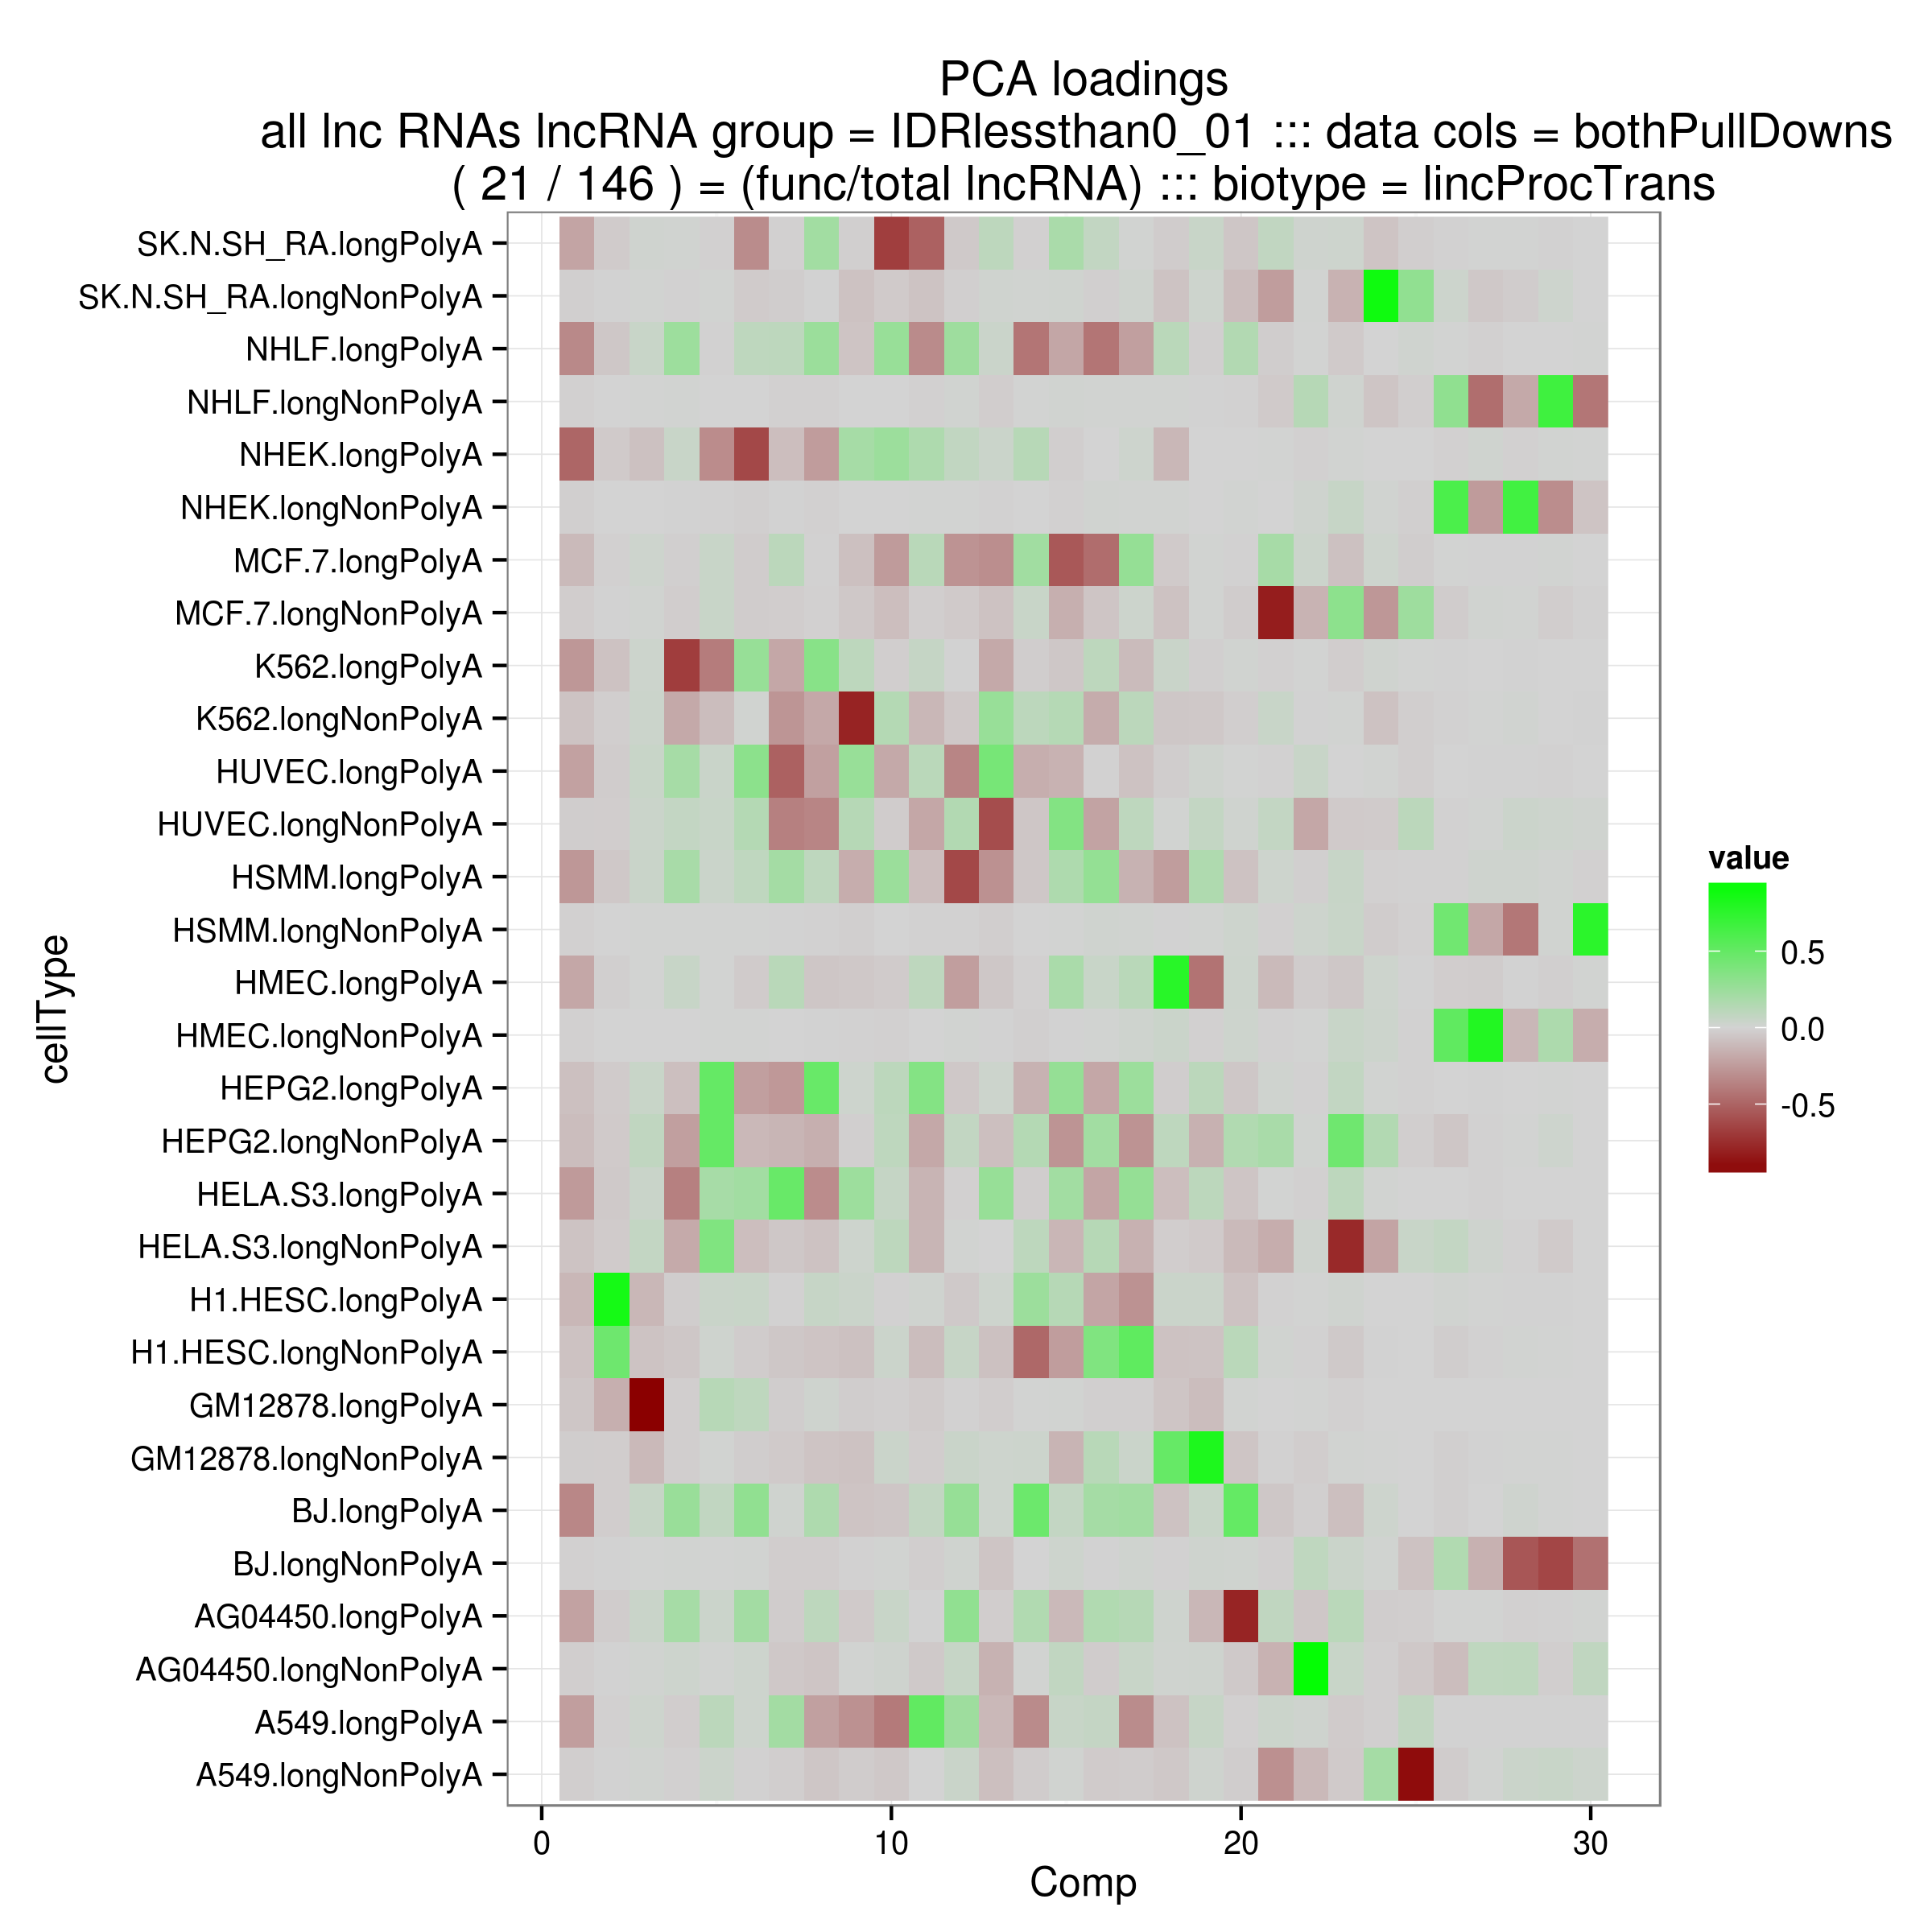 PCA loadings
all lnc RNAs lncRNA group = IDRlessthan0_01 ::: data cols = bothPullDowns
( 21 / 146 ) = (func/total lncRNA) ::: biotype = lincProcTrans
SK.N.SH_RA.longPolyA
SK.N.SH_RA.longNonPolyA
NHLF.longPolyA
NHLF.longNonPolyA
NHEK.longPolyA
NHEK.longNonPolyA
MCF.7.longPolyA
MCF.7.longNonPolyA
K562.longPolyA
K562.longNonPolyA
HUVEC.longPolyA
HUVEC.longNonPolyA
HSMM.longPolyA
HSMM.longNonPolyA
HMEC.longPolyA
HMEC.longNonPolyA
HEPG2.longPolyA
HEPG2.longNonPolyA
HELA.S3.longPolyA
HELA.S3.longNonPolyA
H1.HESC.longPolyA
H1.HESC.longNonPolyA
GM12878.longPolyA
GM12878.longNonPolyA
BJ.longPolyA
BJ.longNonPolyA
AG04450.longPolyA
AG04450.longNonPolyA
A549.longPolyA
A549.longNonPolyA
cellType
0 10 20 30
Comp
value
0.5
0.0
-0.5